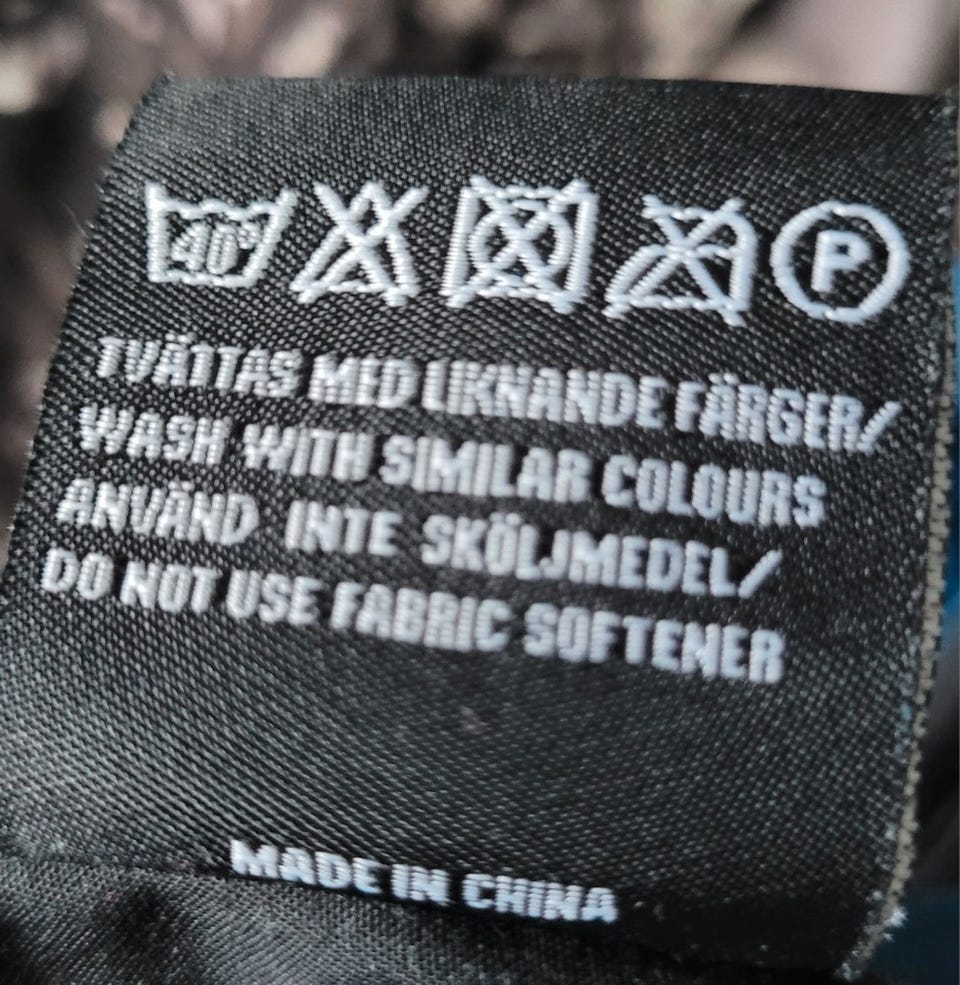 40°
P
TVÄTTAS MED LIKNANDE FÄRGER/
WASH WITH SIMILAR COLOURS
ANVÄND INTE SKÖLJMEDEL/
DO NOT USE FABRIC SOFTENER
MADE IN CHINA